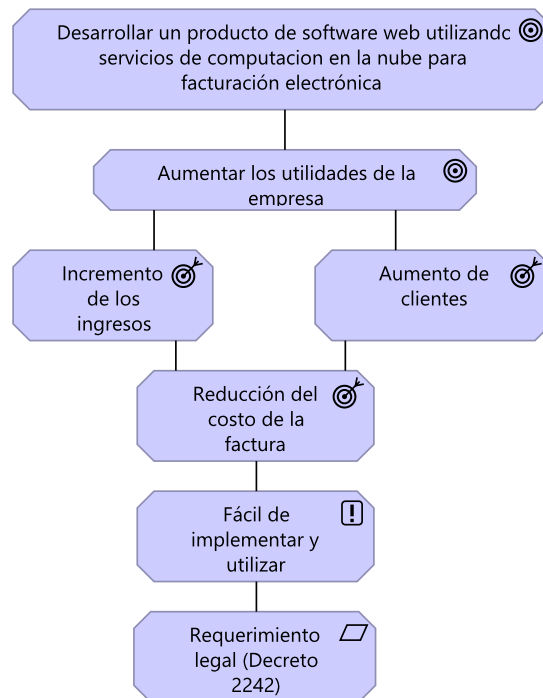 Desarrollar un producto de software web utilizando
servicios de computacion en la nube para
facturación electrónica
Aumentar los utilidades de la
empresa
Incremento
de los
ingresos
Aumento de
clientes
Reducción del
costo de la
factura
Fácil de
implementar y
utilizar
Requerimiento
legal (Decreto
2242)